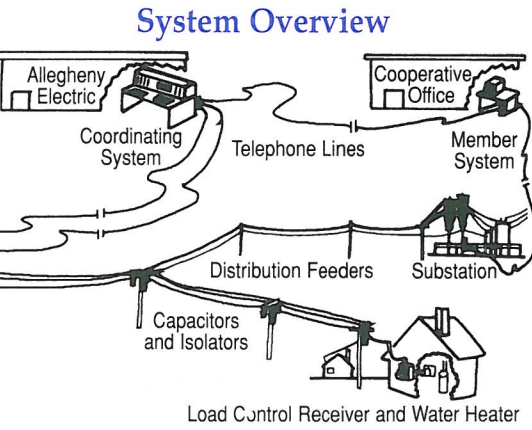 System Overview
Allegheny
Electric
Cooperative
Office
Coordinating
System
Telephone Lines
Member
System
Distribution Feeders
Substation
Capacitors
and Isolators
Load Control Receiver and Water Heater